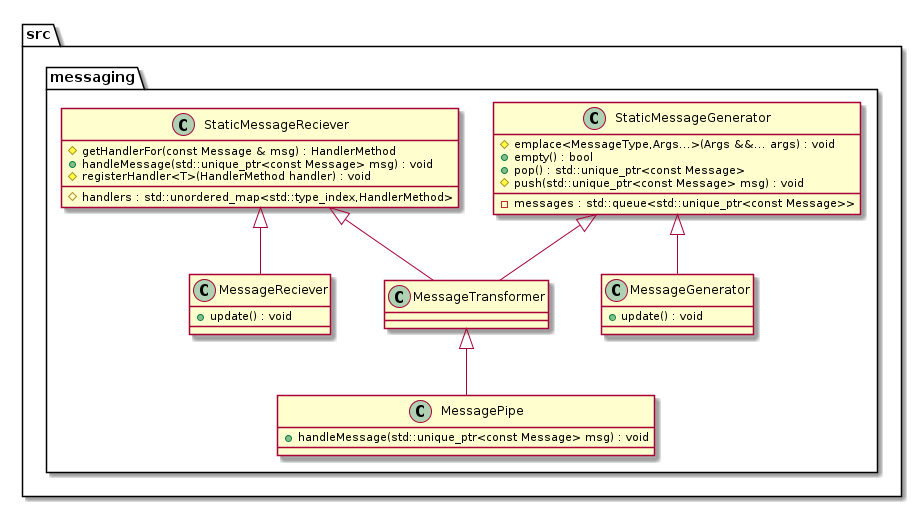 src
messaging
C StaticMessageReciever
getHandlerFor(const Message & msg) : HandlerMethod
handleMessage(std::unique_ptr<const Message> msg) : void
registerHandler<T>(HandlerMethod handler) : void
handlers : std::unordered_map<std::type_index,HandlerMethod>
C StaticMessageGenerator
emplace<MessageType,Args...>(Args &&... args) : void
empty() : bool
pop() : std::unique_ptr<const Message>
push(std::unique_ptr<const Message> msg) : void
messages : std::queue<std::unique_ptr<const Message>>
C MessageReciever
update() : void
C MessageTransformer
C MessageGenerator
update() : void
C MessagePipe
handleMessage(std::unique_ptr<const Message> msg) : void